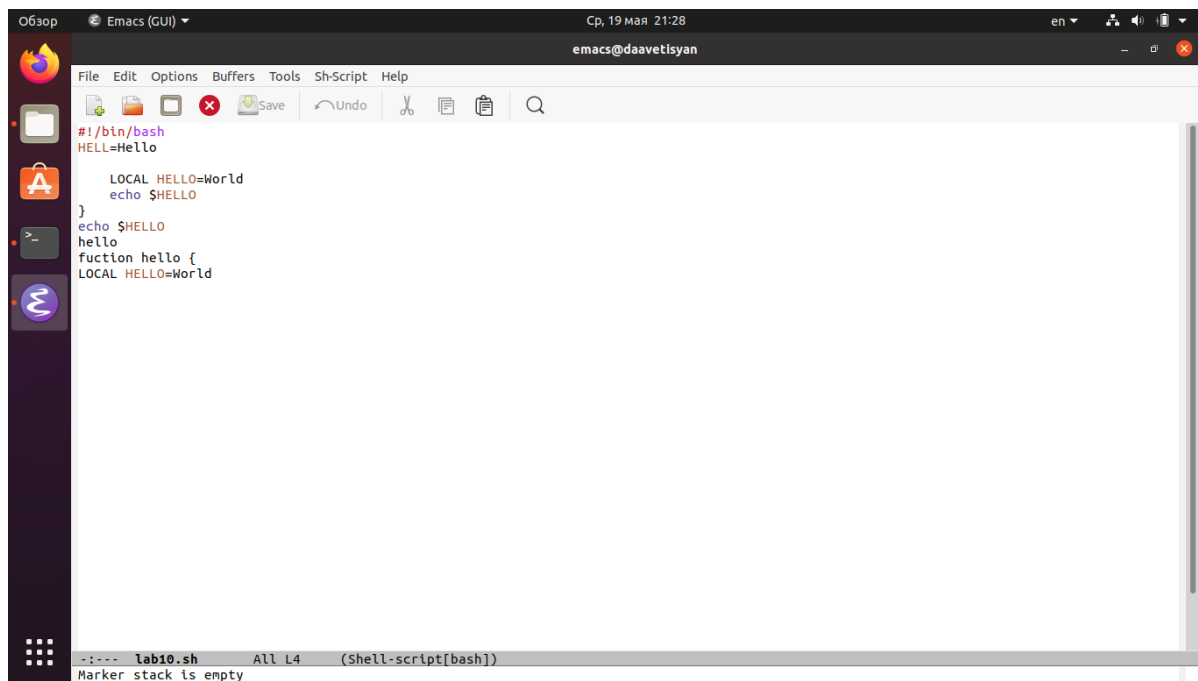 Обзор Emacs (GUI) Ср, 19 мая 21:28 en
emacs@daavetisyan
File Edit Options Buffers Tools Sh-Script Help
Save Undo
#!/bin/bash
HELL=Hello
LOCAL HELLO=World
echo $HELLO
}
echo $HELLO
hello
fuction hello {
LOCAL HELLO=World
-:--- lab10.sh All L4 (Shell-script[bash])
Marker stack is empty